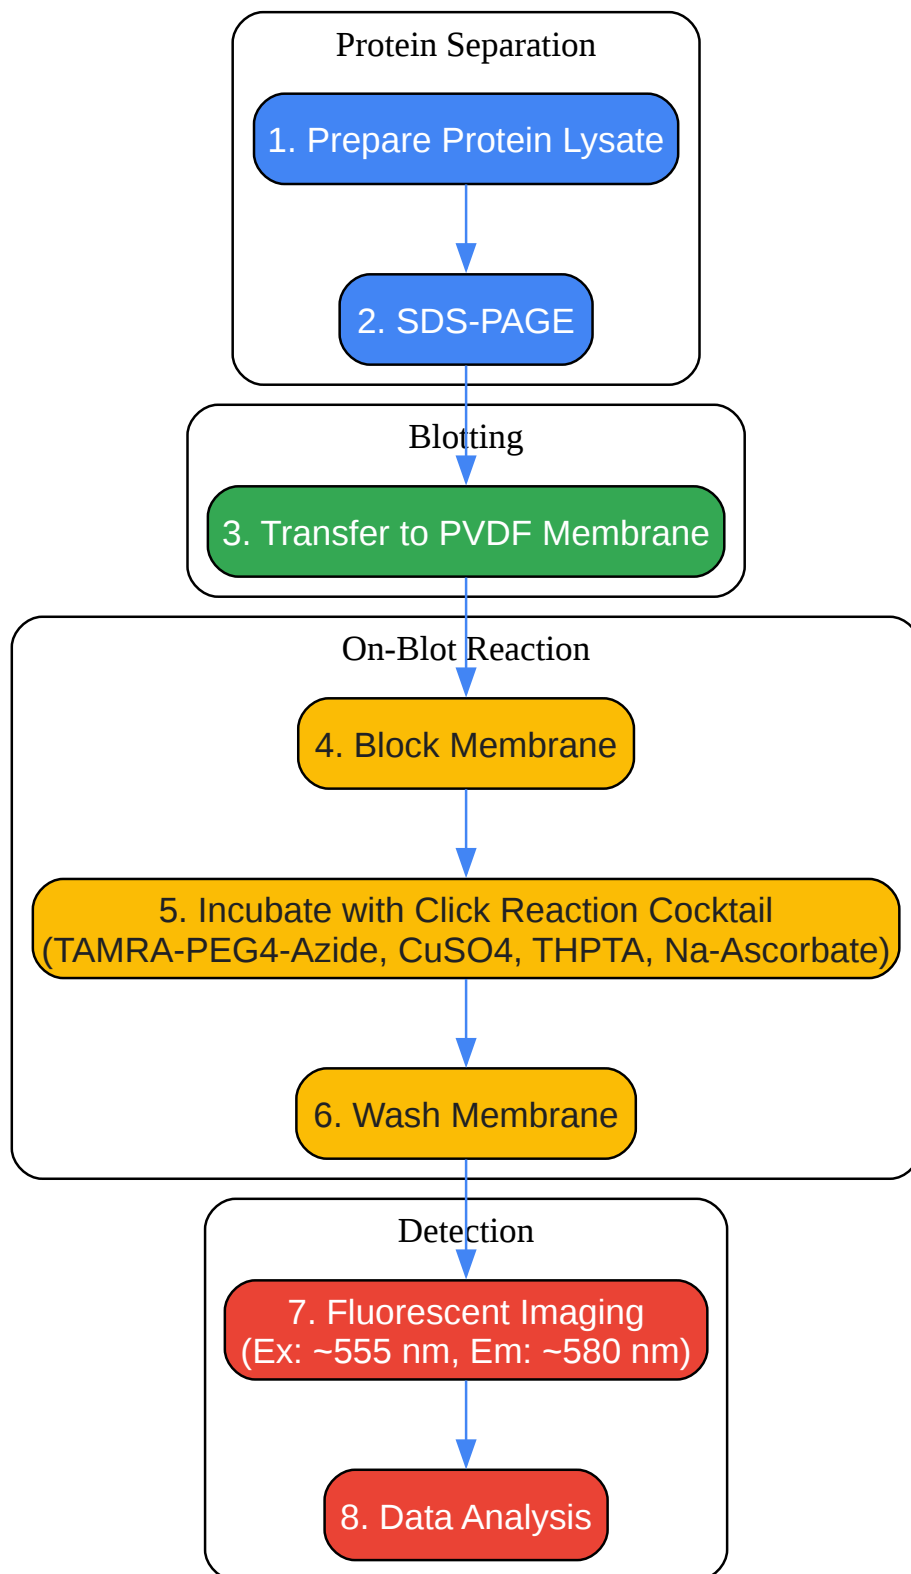 Protein Separation
1. Prepare Protein Lysate
2. SDS-PAGE
Blotting
3. Transfer to PVDF Membrane
On-Blot Reaction
4. Block Membrane
5. Incubate with Click Reaction Cocktail
(TAMRA-PEG4-Azide, CuSO4, THPTA, Na-Ascorbate)
6. Wash Membrane
Detection
7. Fluorescent Imaging
(Ex: ~555 nm, Em: ~580 nm)
8. Data Analysis